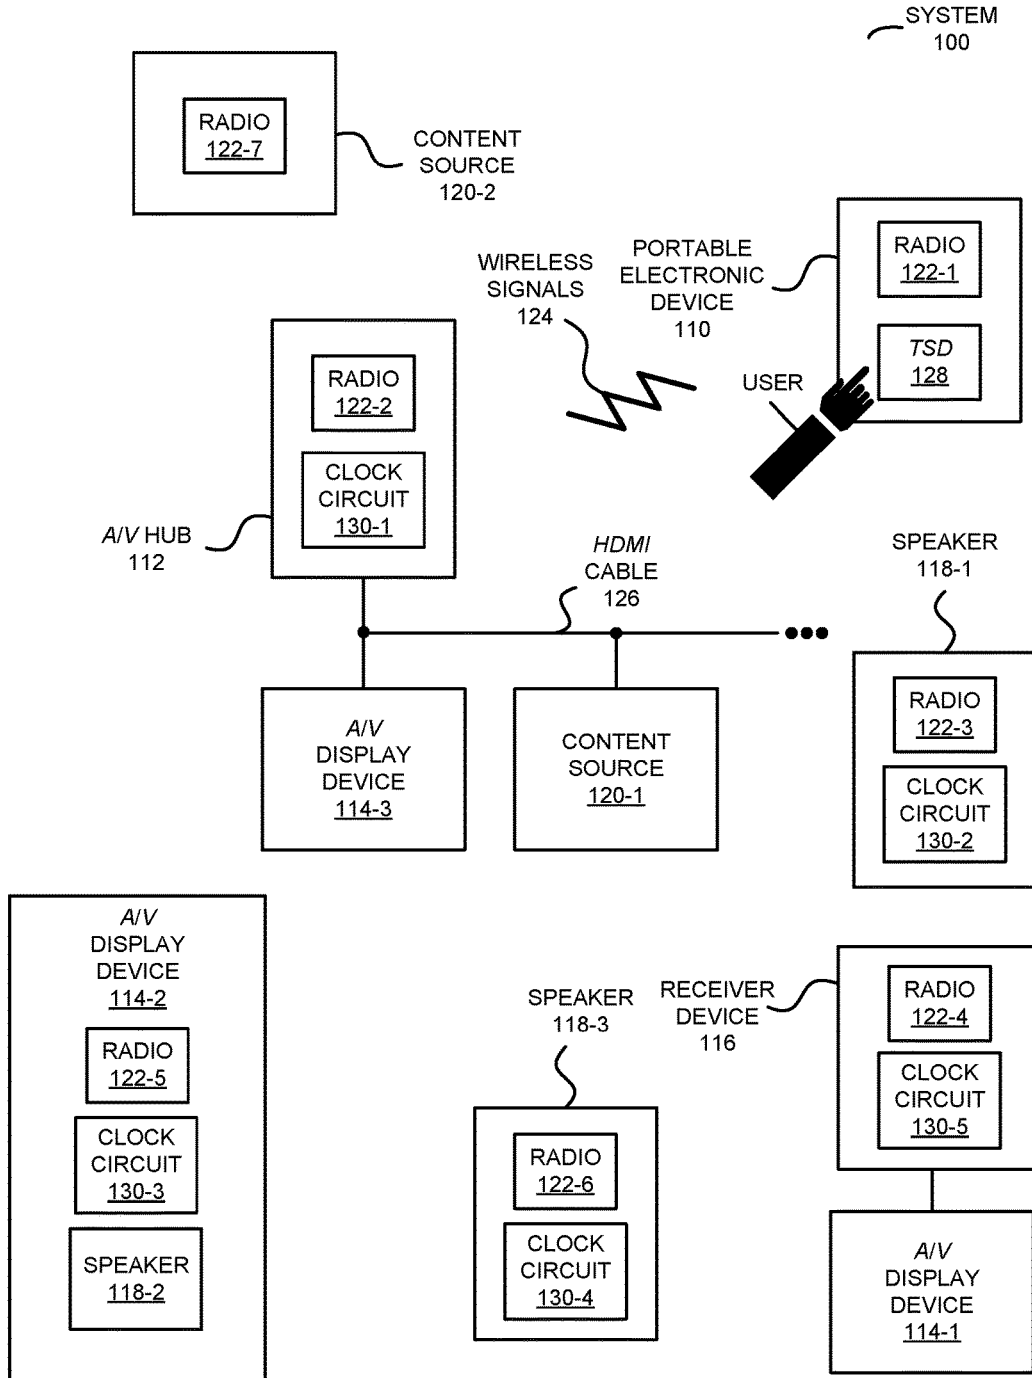 SYSTEM
100
RADIO
122-7
CONTENT
SOURCE
120-2
PORTABLE
ELECTRONIC
DEVICE
110
RADIO
122-1
TSD
128
WIRELESS
SIGNALS
124
USER
RADIO
122-2
CLOCK
CIRCUIT
130-1
A/V HUB
112
HDMI
CABLE
126
SPEAKER
118-1
A/V
DISPLAY
DEVICE
114-3
CONTENT
SOURCE
120-1
RADIO
122-3
CLOCK
CIRCUIT
130-2
A/V
DISPLAY
DEVICE
114-2
RADIO
122-5
CLOCK
CIRCUIT
130-3
SPEAKER
118-2
SPEAKER
118-3
RADIO
122-6
CLOCK
CIRCUIT
130-4
RECEIVER
DEVICE
116
RADIO
122-4
CLOCK
CIRCUIT
130-5
A/V
DISPLAY
DEVICE
114-1